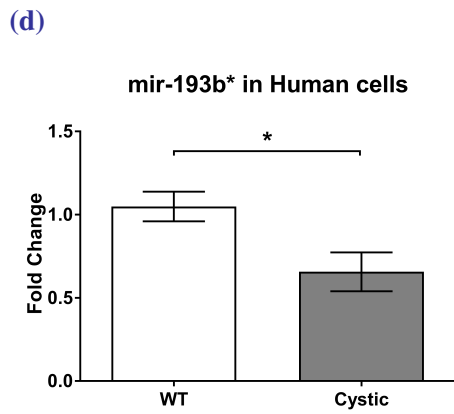 (d)
mir-193b* in Human cells
*
1.5
1.0
0.5
0.0
Fold Change
WT Cystic